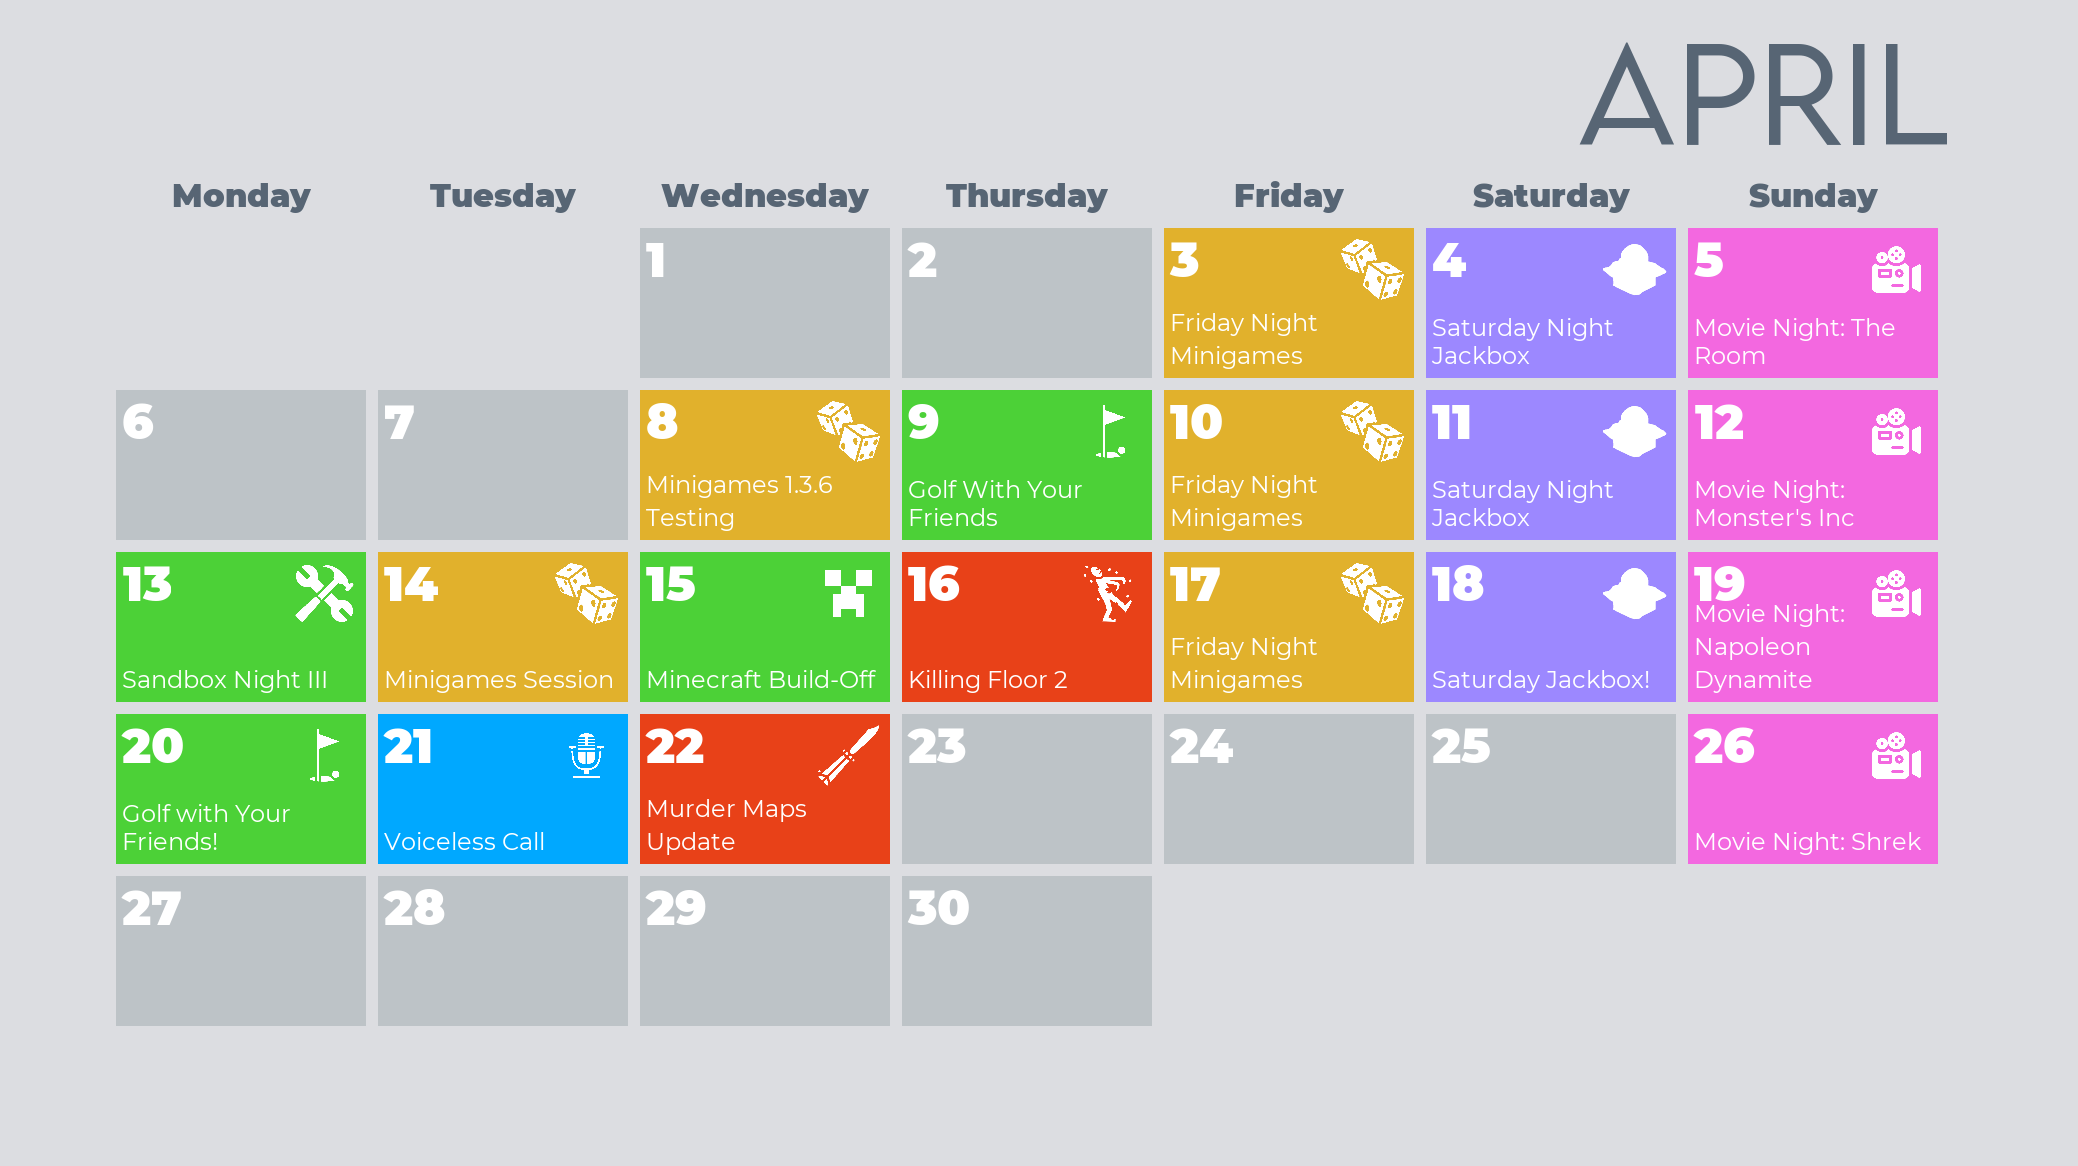 APRIL
Monday Tuesday Wednesday Thursday Friday Saturday Sunday
1
2
3
Friday Night
Minigames
4
Saturday Night
Jackbox
5
Movie Night: The
Room
6
7
8
Minigames 1.3.6
Testing
9
Golf With Your
Friends
10
Friday Night
Minigames
11
Saturday Night
Jackbox
12
Movie Night:
Monster's Inc
13
Sandbox Night III
14
Minigames Session
15
Minecraft Build-Off
16
Killing Floor 2
17
Friday Night
Minigames
18
Saturday Jackbox!
19
Movie Night:
Napoleon
Dynamite
20
Golf with Your
Friends!
21
Voiceless Call
22
Murder Maps
Update
23
24
25
26
Movie Night: Shrek
27
28
29
30